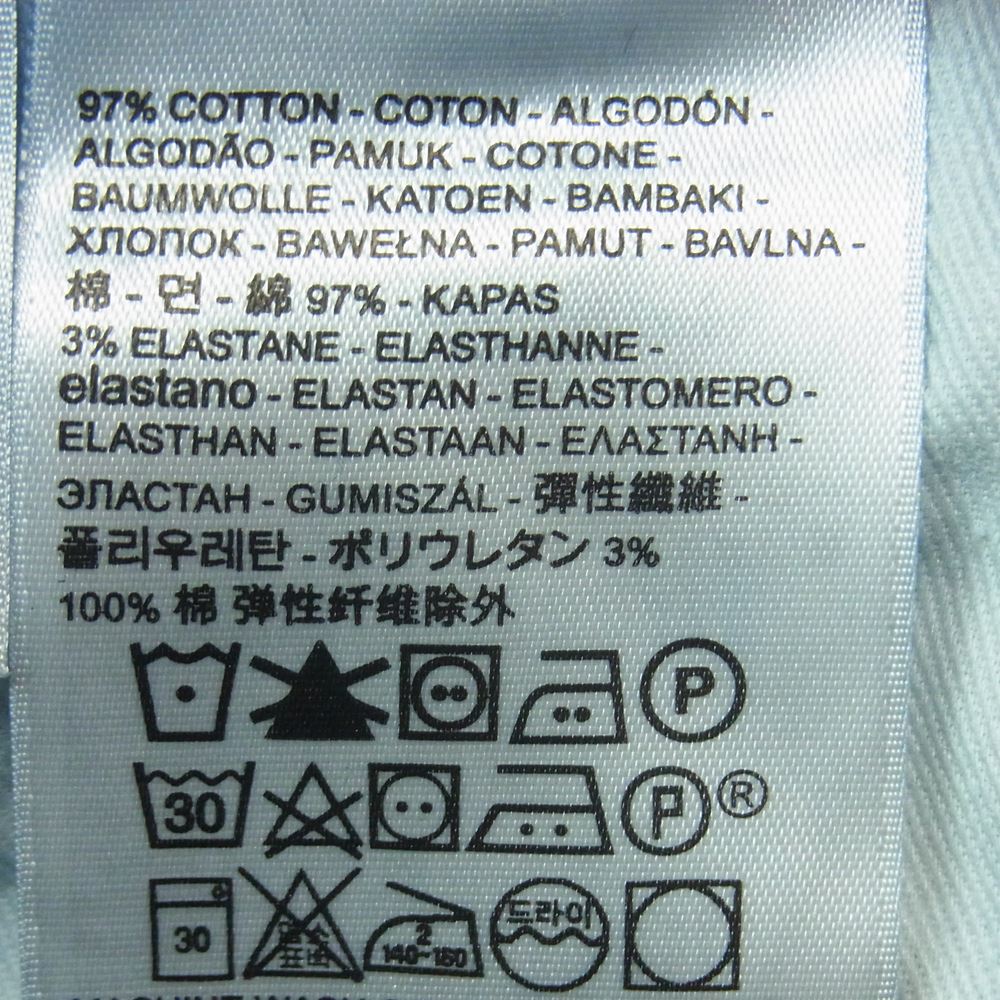 97% COTTON - COTON - ALGODÓN -
ALGODÃO - PAMUK - COTONE -
BAUMWOLLE - KATOEN - BAMBAKI -
ХЛОПОК - BAWEŁNA - PAMUT - BAVLNA -
棉 - 면 - 綿 97% - KAPAS
3% ELASTANE - ELASTHANNE -
elastano - ELASTAN - ELASTOMERO -
ELASTHAN - ELASTAAN - ΕΛΑΣΤΑΝΗ -
ЭЛАСТАН - GUMISZÁL - 彈性纖維 -
폴리우레탄 - ポリウレタン 3%
100% 棉 弹性纤维除外
P
30 P ®
30 2 140~160 드라이